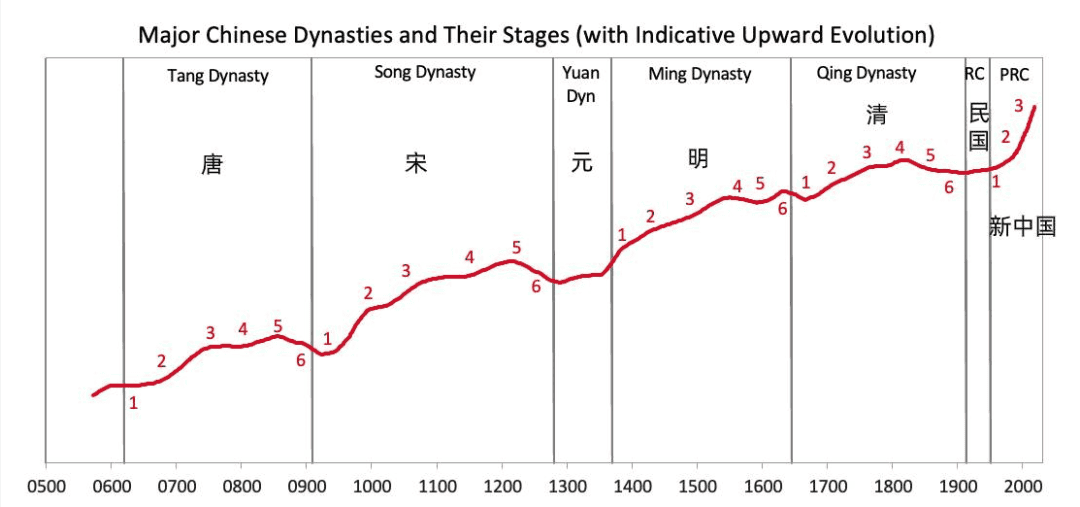 Major Chinese Dynasties and Their Stages (with Indicative Upward Evolution)
Tang Dynasty
Song Dynasty
Yuan
Dyn
Ming Dynasty
Qing Dynasty
RC
PRC
唐
宋
元
明
清
民
国
新中国
1 2 3 4 5 6
1 2 3 4 5 6
1 2 3 4 5 6
1 2 3 4 5 6
1 2 3
0500 0600 0700 0800 0900 1000 1100 1200 1300 1400 1500 1600 1700 1800 1900 2000